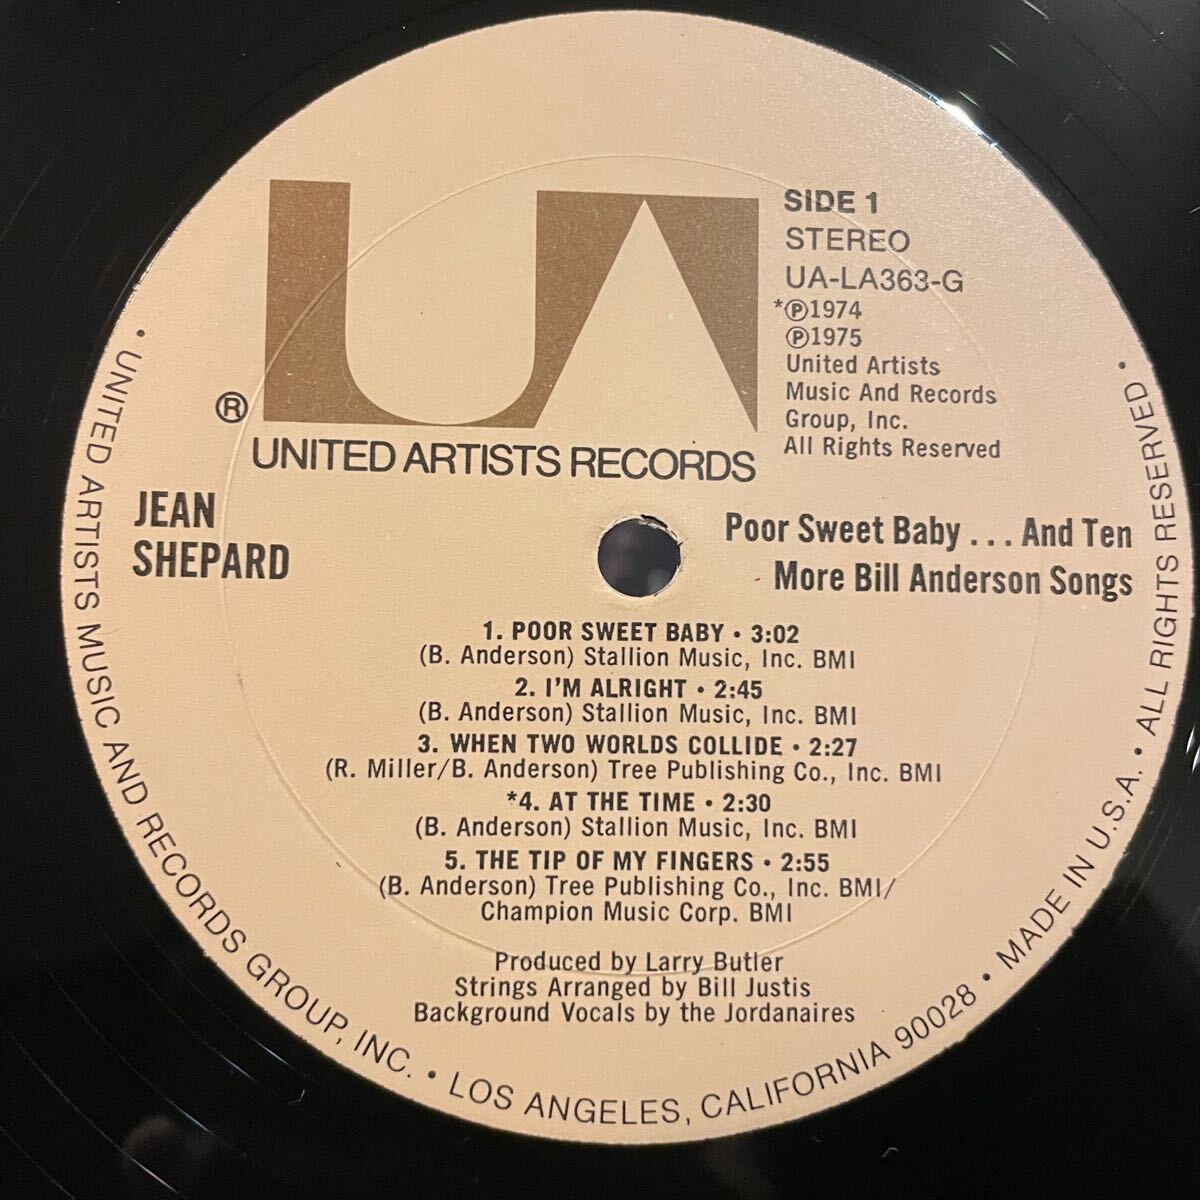 SIDE 1
STEREO
UA-LA363-G
*Ⓟ1974
Ⓟ1975
United Artists
Music And Records
Group, Inc.
All Rights Reserved
UA
®
UNITED ARTISTS RECORDS
JEAN
SHEPARD
Poor Sweet Baby . . . And Ten
More Bill Anderson Songs
1. POOR SWEET BABY • 3:02
(B. Anderson) Stallion Music, Inc. BMI
2. I'M ALRIGHT • 2:45
(B. Anderson) Stallion Music, Inc. BMI
3. WHEN TWO WORLDS COLLIDE • 2:27
(R. Miller/B. Anderson) Tree Publishing Co., Inc. BMI
*4. AT THE TIME • 2:30
(B. Anderson) Stallion Music, Inc. BMI
5. THE TIP OF MY FINGERS • 2:55
(B. Anderson) Tree Publishing Co., Inc. BMI/
Champion Music Corp. BMI
Produced by Larry Butler
Strings Arranged by Bill Justis
Background Vocals by the Jordanaires
• UNITED ARTISTS MUSIC AND RECORDS GROUP, INC. • LOS ANGELES, CALIFORNIA 90028 • MADE IN U.S.A. • ALL RIGHTS RESERVED •